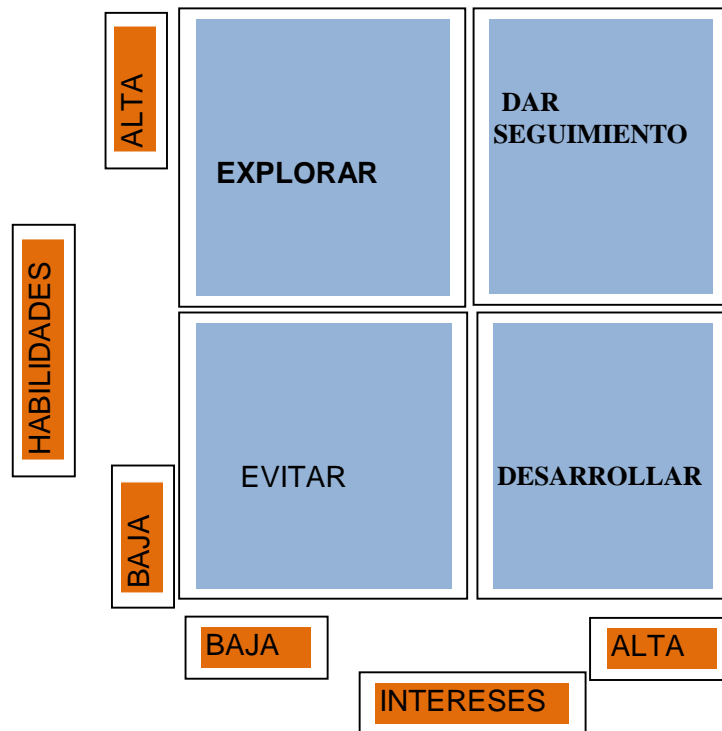 ALTA
DAR
SEGUIMIENTO
EXPLORAR
HABILIDADES
EVITAR
DESARROLLAR
BAJA
BAJA
ALTA
INTERESES